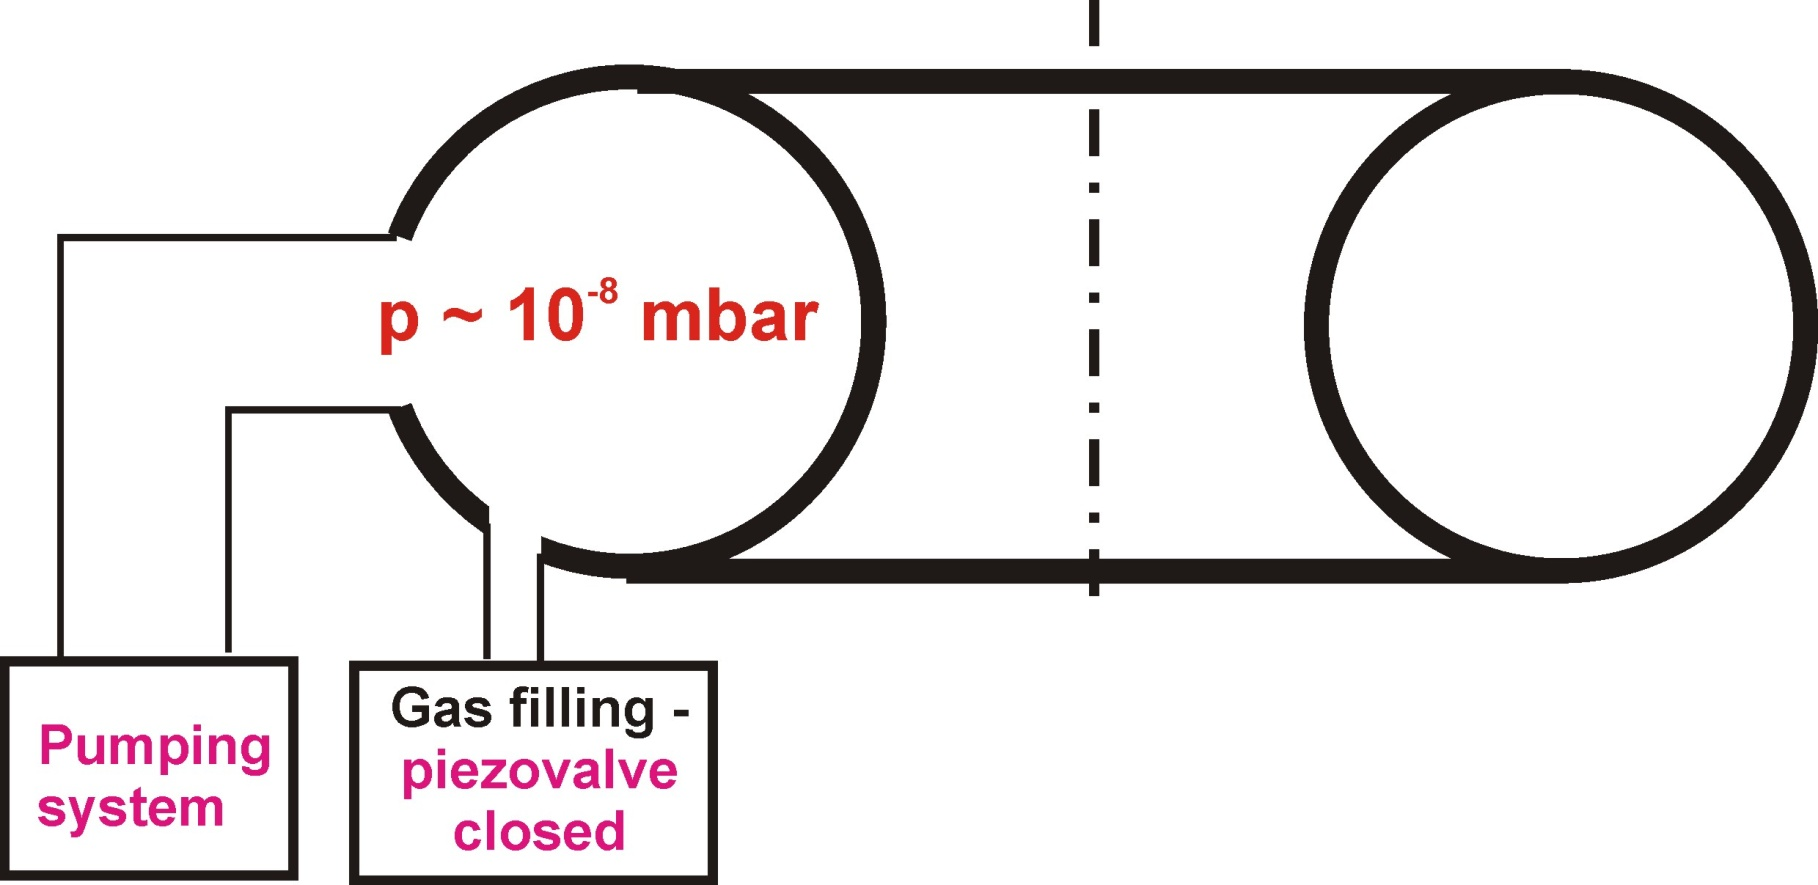 p ~ 10⁻⁸ mbar
Pumping
system
Gas filling -
piezovalve
closed